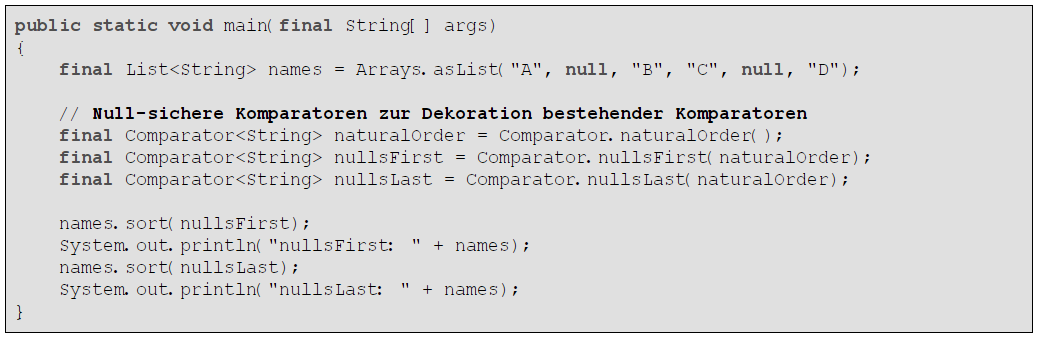 public static void main(final String[] args)
{
    final List<String> names = Arrays.asList("A", null, "B", "C", null, "D");
    // Null-sichere Komparatoren zur Dekoration bestehender Komparatoren
    final Comparator<String> naturalOrder = Comparator.naturalOrder();
    final Comparator<String> nullsFirst = Comparator.nullsFirst(naturalOrder);
    final Comparator<String> nullsLast = Comparator.nullsLast(naturalOrder);
    names.sort(nullsFirst);
    System.out.println("nullsFirst: " + names);
    names.sort(nullsLast);
    System.out.println("nullsLast: " + names);
}